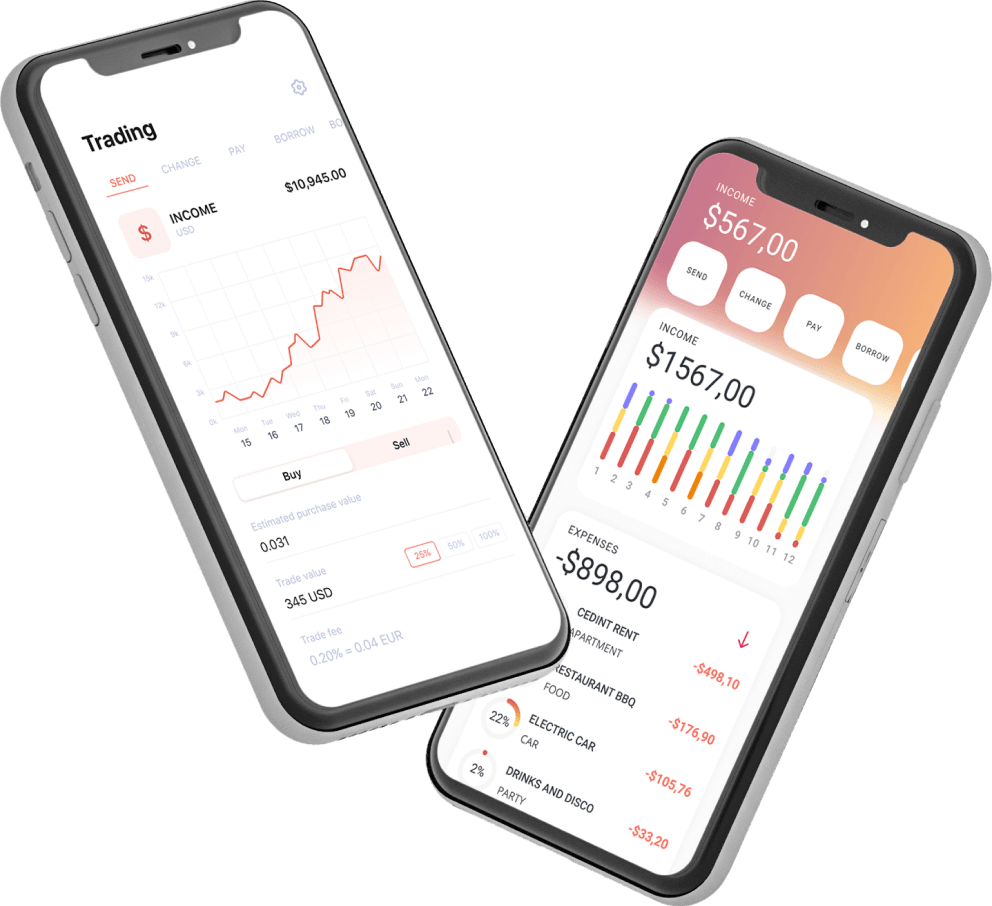 Trading
SEND CHANGE PAY BORROW BO
$ INCOME $10,945.00
USD
15k
12k
9k
6k
3k
0k
Mon Tue Wed Thu Fri Sat Sun Mon
15 16 17 18 19 20 21 22
Buy Sell
Estimated purchase value
0.031
25% 50% 100%
Trade value
345 USD
Trade fee
0.20% = 0.04 EUR
INCOME
$567,00
SEND CHANGE PAY BORROW
INCOME
$1567,00
1 2 3 4 5 6 7 8 9 10 11 12
EXPENSES
-$898,00
CEDINT RENT
APARTMENT
-$498,10
RESTAURANT BBQ
FOOD
-$176,90
22% ELECTRIC CAR
CAR
-$105,76
2% DRINKS AND DISCO
PARTY
-$33,20